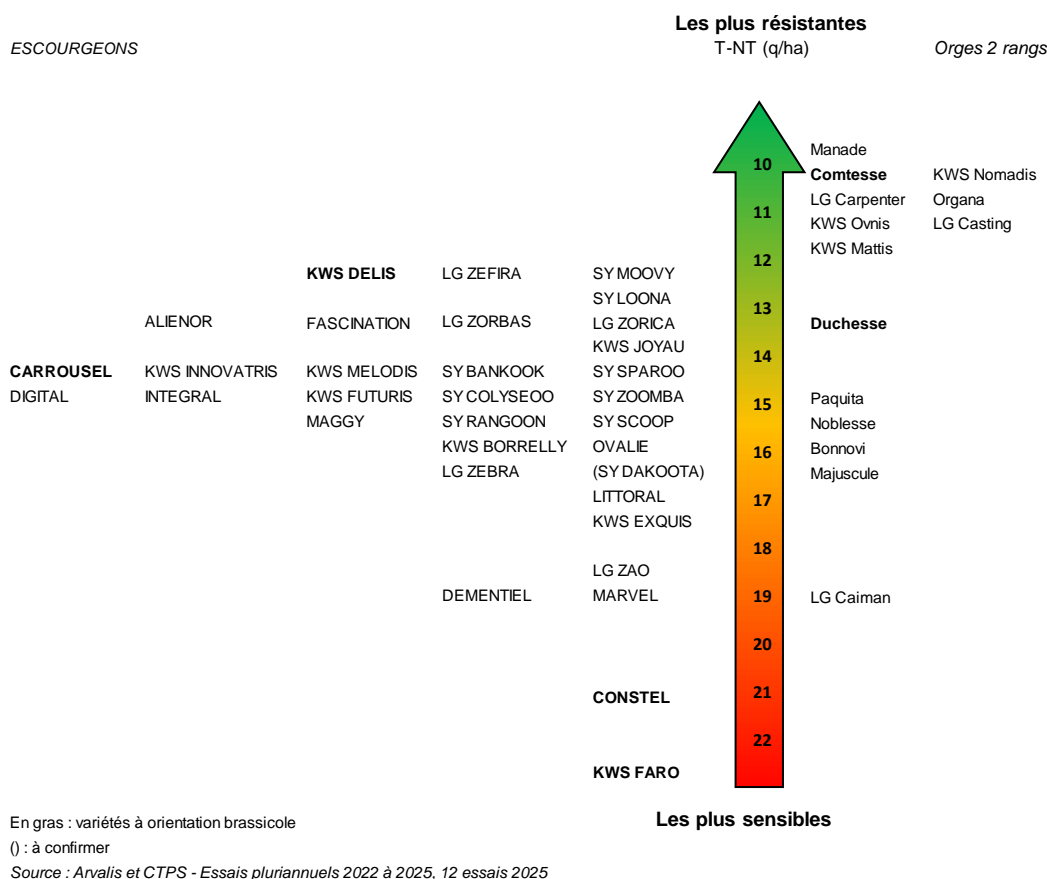 Les plus résistantes
ESCOURGEONS T-NT (q/ha) Orges 2 rangs
Manade
10
Comtesse KWS Nomadis
LG Carpenter Organa
11
KWS Ovnis LG Casting
KWS Mattis
12
KWS DELIS LG ZEFIRA SY MOOVY
SY LOONA
13
ALIENOR FASCINATION LG ZORBAS LG ZORICA Duchesse
KWS JOYAU
14
CARROUSEL KWS INNOVATRIS KWS MELODIS SY BANKOOK SY SPAROO
DIGITAL INTEGRAL KWS FUTURIS SY COLYSEOO SY ZOOMBA Paquita
15
MAGGY SY RANGOON SY SCOOP Noblesse
KWS BORRELLY OVALIE Bonnovi
16
LG ZEBRA (SY DAKOOTA) Majuscule
LITTORAL
17
KWS EXQUIS
18
LG ZAO
DEMENTIEL MARVEL 19 LG Caiman
20
CONSTEL 21
22
KWS FARO
Les plus sensibles
En gras : variétés à orientation brassicole
() : à confirmer
Source : Arvalis et CTPS - Essais pluriannuels 2022 à 2025, 12 essais 2025